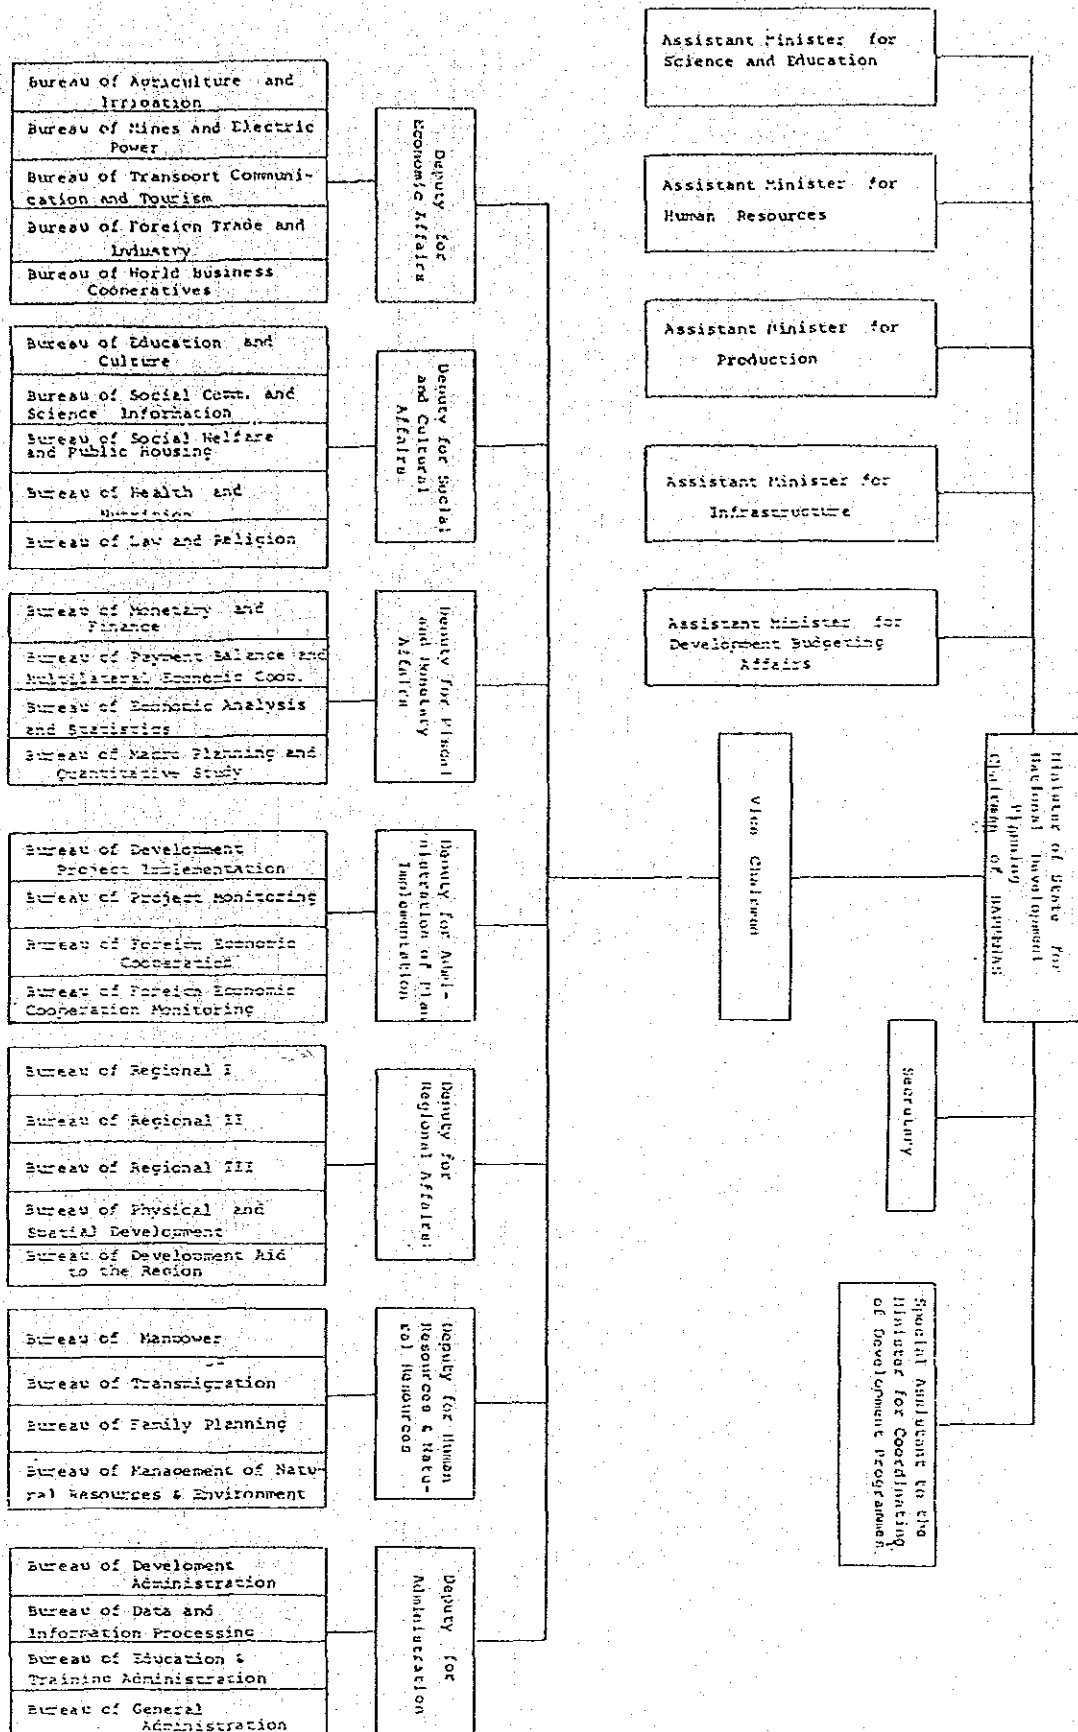 Assistant Minister for
Science and Education
Assistant Minister for
Human Resources
Assistant Minister for
Production
Assistant Minister for
Infrastructure
Assistant Minister for
Development Budgeting
Affairs
Minister of State for
National Development
Planning
Chairman of BAPPENAS
Vice Chairman
Secretary
Special Assistant to the
Minister for Coordinating
of Development Programmes
Deputy for
Economic Affairs
Bureau of Agriculture and
Irrigation
Bureau of Mines and Electric
Power
Bureau of Transport Communi-
cation and Tourism
Bureau of Foreign Trade and
Industry
Bureau of World Business
Cooperatives
Deputy for Social
and Cultural
Affairs
Bureau of Education and
Culture
Bureau of Social Comm. and
Science Information
Bureau of Social Welfare
and Public Housing
Bureau of Health and
Bureau of Law and Religion
Deputy for Fiscal
and Monetary
Affairs
Bureau of Monetary and
Finance
Bureau of Payment Balance and
Multilateral Economic Coop.
Bureau of Economic Analysis
and Statistics
Bureau of Macro Planning and
Quantitative Study
Deputy for Admi-
nistration of Plan
Implementation
Bureau of Development
Project Implementation
Bureau of Project Monitoring
Bureau of Foreign Economic
Cooperation
Bureau of Foreign Economic
Cooperation Monitoring
Deputy for
Regional Affairs
Bureau of Regional I
Bureau of Regional II
Bureau of Regional III
Bureau of Physical and
Spatial Development
Bureau of Development Aid
to the Region
Deputy for Human
Resources & Natu-
ral Resources
Bureau of Manpower
Bureau of Transmigration
Bureau of Family Planning
Bureau of Management of Natu-
ral Resources & Environment
Deputy for
Administration
Bureau of Develoment
Administration
Bureau of Data and
Information Processing
Bureau of Education &
Training Administration
Bureau of General
Administration